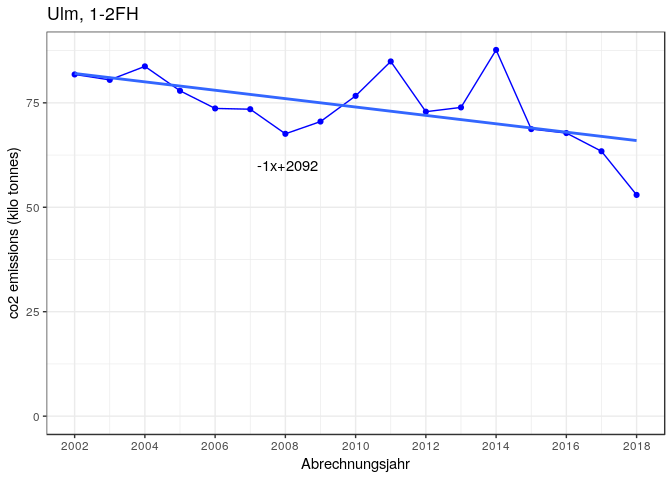 Ulm, 1-2FH
co2 emissions (kilo tonnes)
75
50
25
0
-1x+2092
2002 2004 2006 2008 2010 2012 2014 2016 2018
Abrechnungsjahr